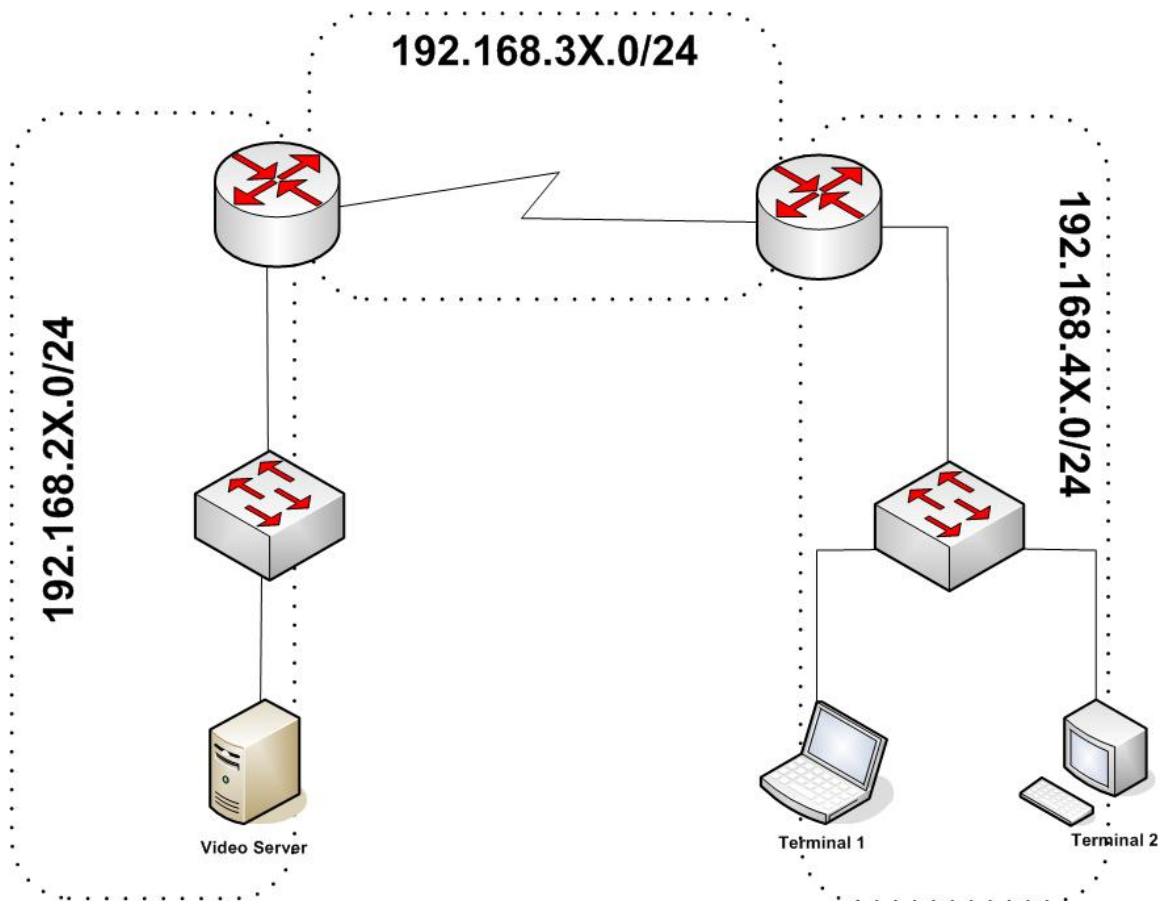 192.168.3X.0/24
192.168.2X.0/24
192.168.4X.0/24
Video Server
Terminal 1
Terminal 2